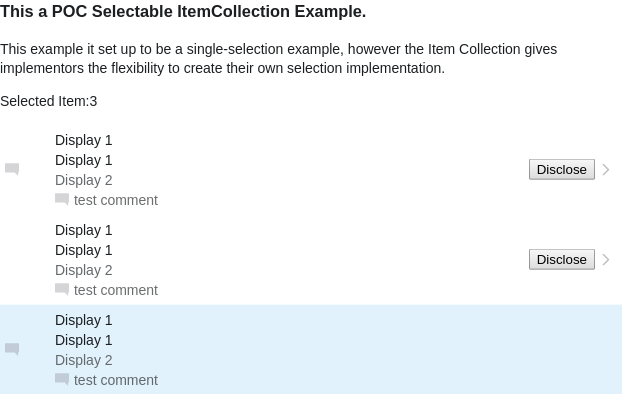 This a POC Selectable ItemCollection Example.
This example it set up to be a single-selection example, however the Item Collection gives
implementors the flexibility to create their own selection implementation.
Selected Item:3
Display 1
Display 1
Disclose
Display 2
test comment
Display 1
Display 1
Disclose
Display 2
test comment
Display 1
Display 1
Display 2
test comment